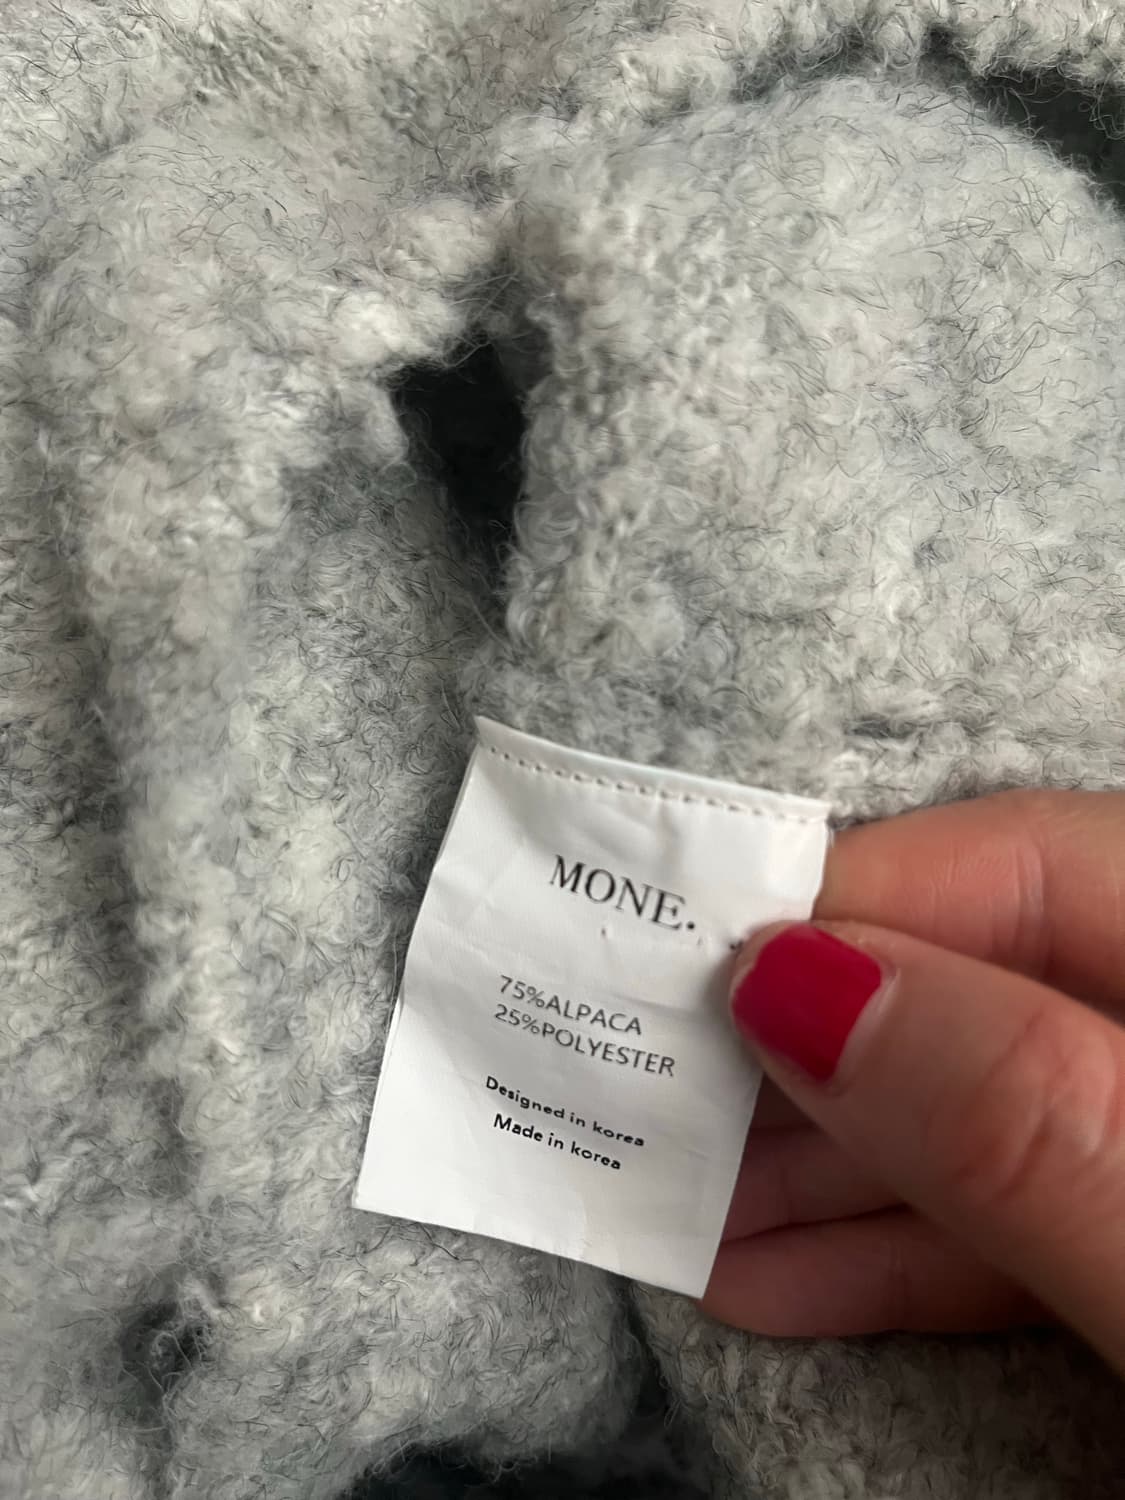 MONE.
75%ALPACA
25%POLYESTER
Designed in korea
Made in korea